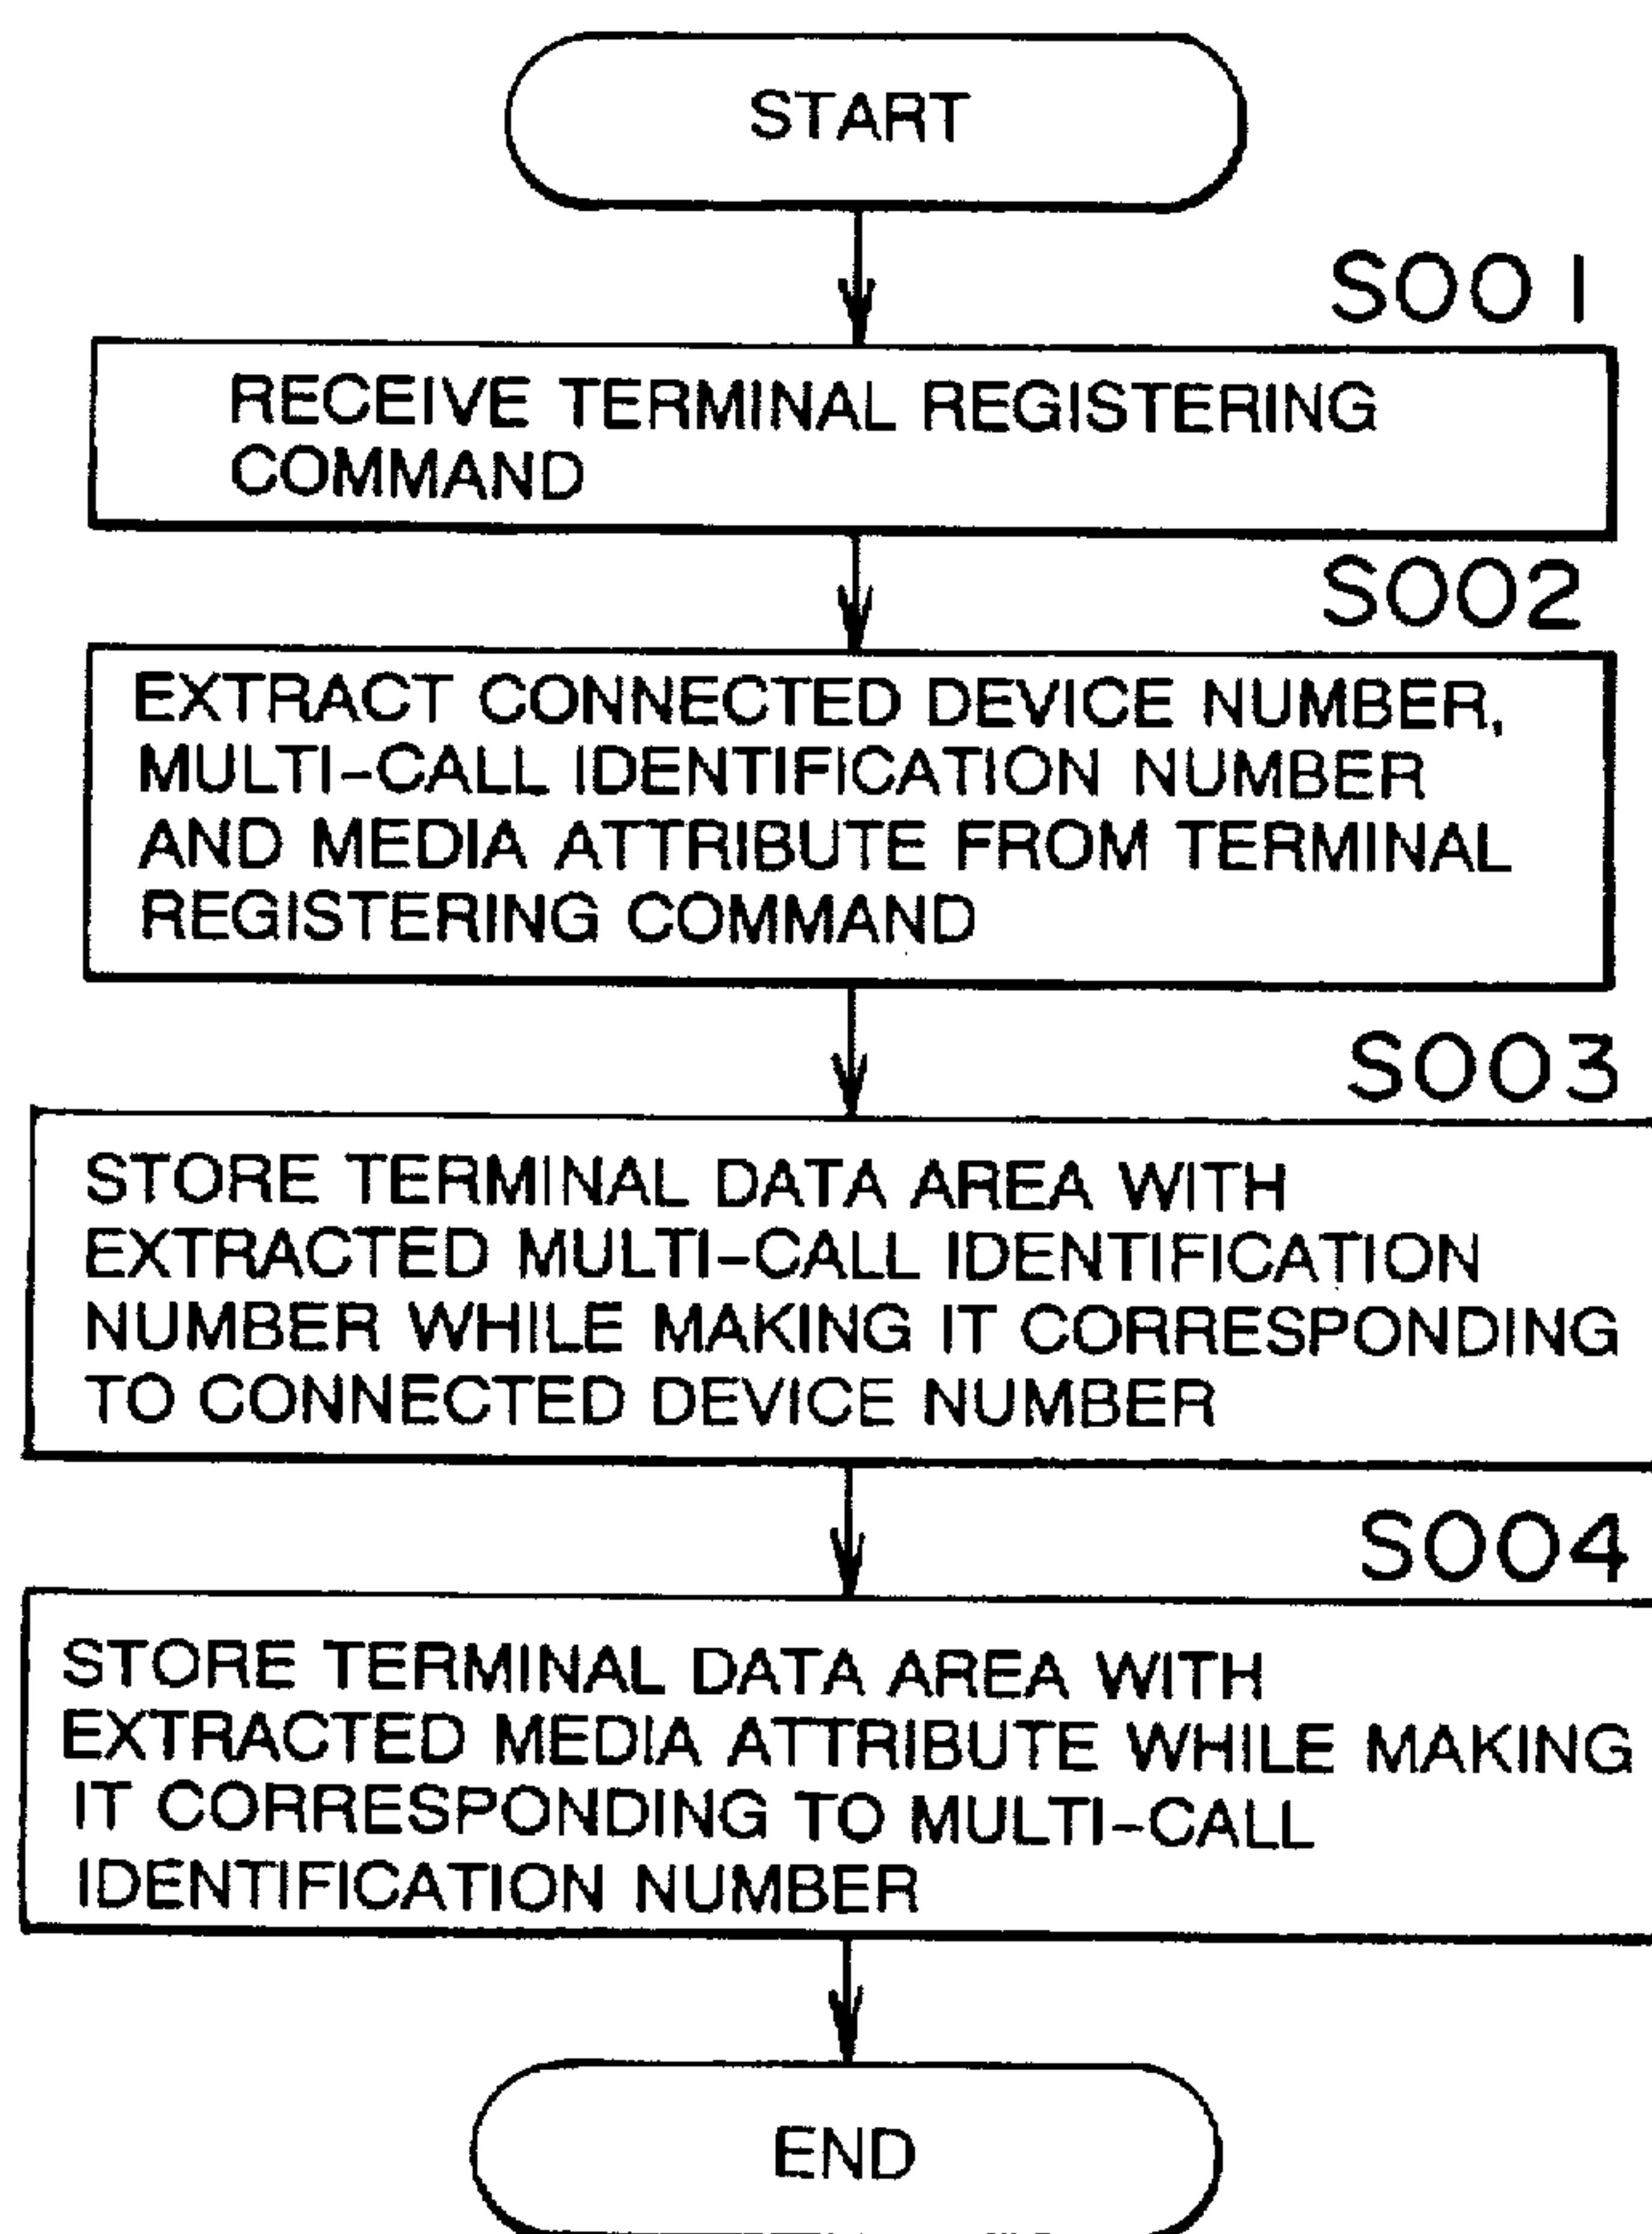 START
S001
RECEIVE TERMINAL REGISTERING
COMMAND
S002
EXTRACT CONNECTED DEVICE NUMBER,
MULTI-CALL IDENTIFICATION NUMBER
AND MEDIA ATTRIBUTE FROM TERMINAL
REGISTERING COMMAND
S003
STORE TERMINAL DATA AREA WITH
EXTRACTED MULTI-CALL IDENTIFICATION
NUMBER WHILE MAKING IT CORRESPONDING
TO CONNECTED DEVICE NUMBER
S004
STORE TERMINAL DATA AREA WITH
EXTRACTED MEDIA ATTRIBUTE WHILE MAKING
IT CORRESPONDING TO MULTI-CALL
IDENTIFICATION NUMBER
END